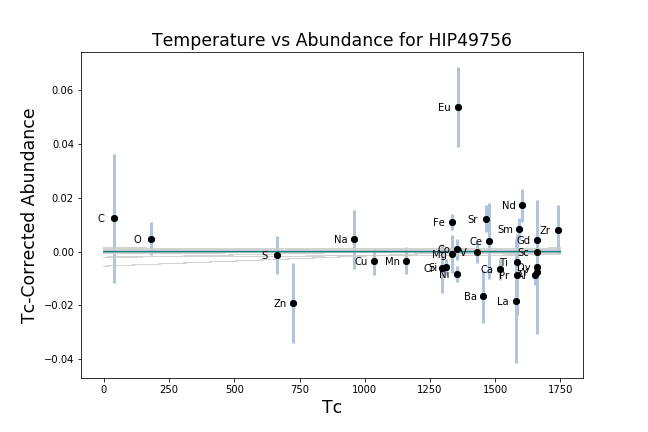 Temperature vs Abundance for HIP49756
Tc-Corrected Abundance
0.06
0.04
0.02
0.00
−0.02
−0.04
Eu
C
O
S
Zn
Na
Cu
Mn
Fe
Sr
Nd
Sm
Zr
Gd
Ce
Co
Mg
V
Sc
Si
Ni
Ca
Ti
Dy
Pr
Ba
La
0
250
500
750
1000
1250
1500
1750
Tc